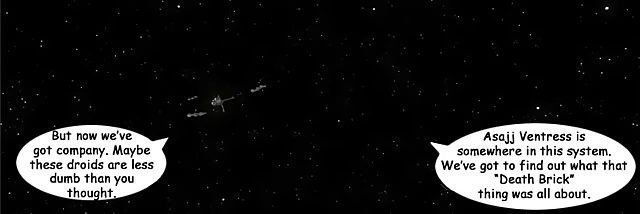 But now we've
got company. Maybe
these droids are less
dumb than you
thought.
Asajj Ventress is
somewhere in this system.
We've got to find out what that
"Death Brick"
thing was all about.